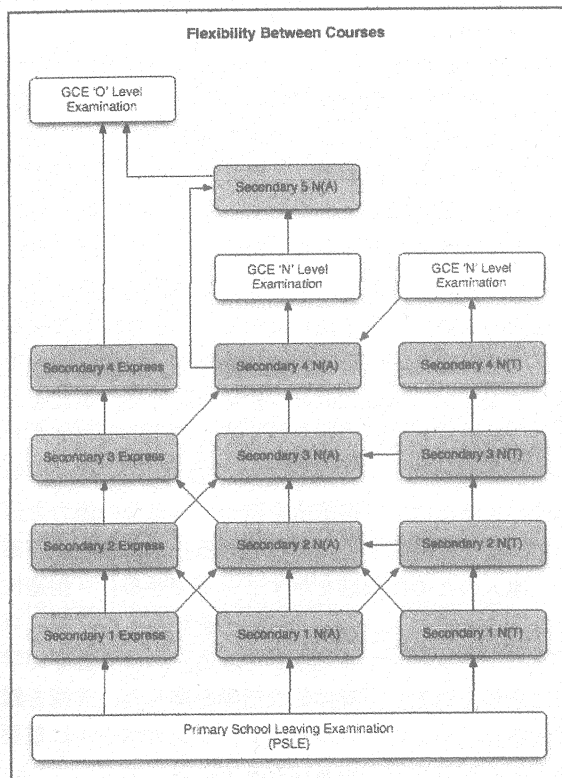 Flexibility Between Courses
GCE 'O' Level
Examination
Secondary 5 N(A)
GCE 'N' Level
Examination
GCE 'N' Level
Examination
Secondary 4 Express
Secondary 4 N(A)
Secondary 4 N(T)
Secondary 3 Express
Secondary 3 N(A)
Secondary 3 N(T)
Secondary 2 Express
Secondary 2 N(A)
Secondary 2 N(T)
Secondary 1 Express
Secondary 1 N(A)
Secondary 1 N(T)
Primary School Leaving Examination
(PSLE)